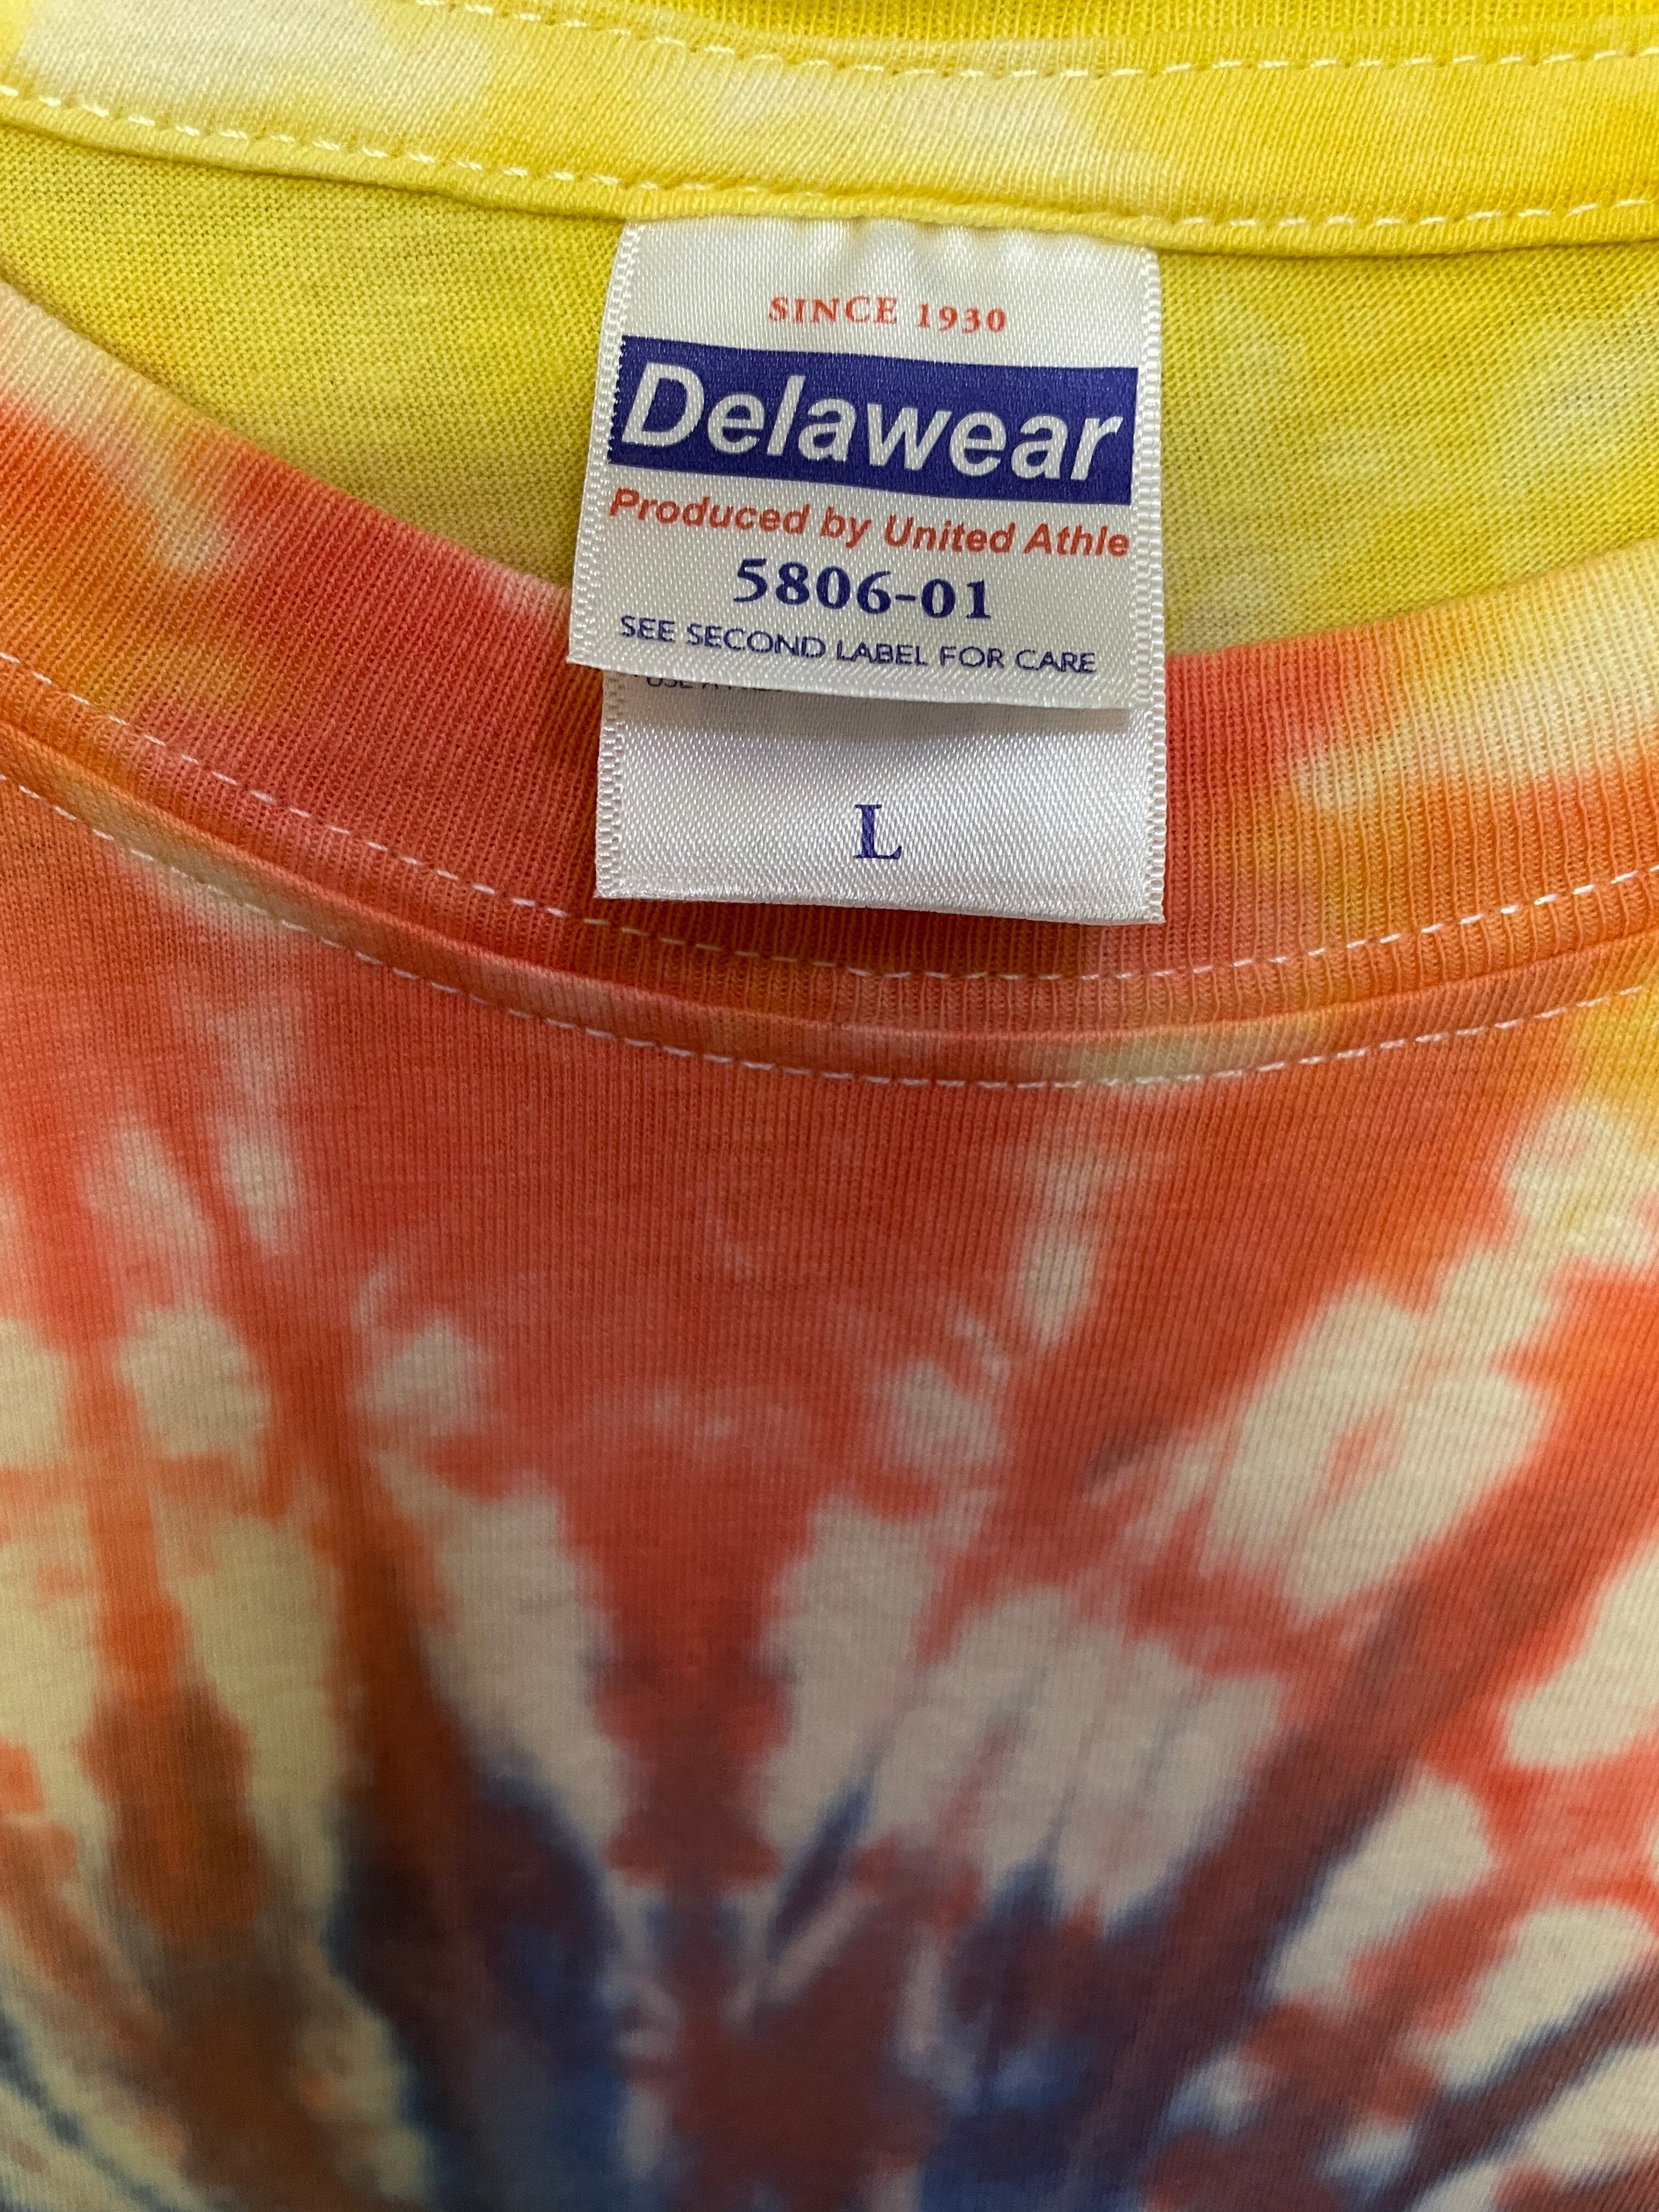 SINCE 1930
Delawear
Produced by United Athle
5806-01
SEE SECOND LABEL FOR CARE
L